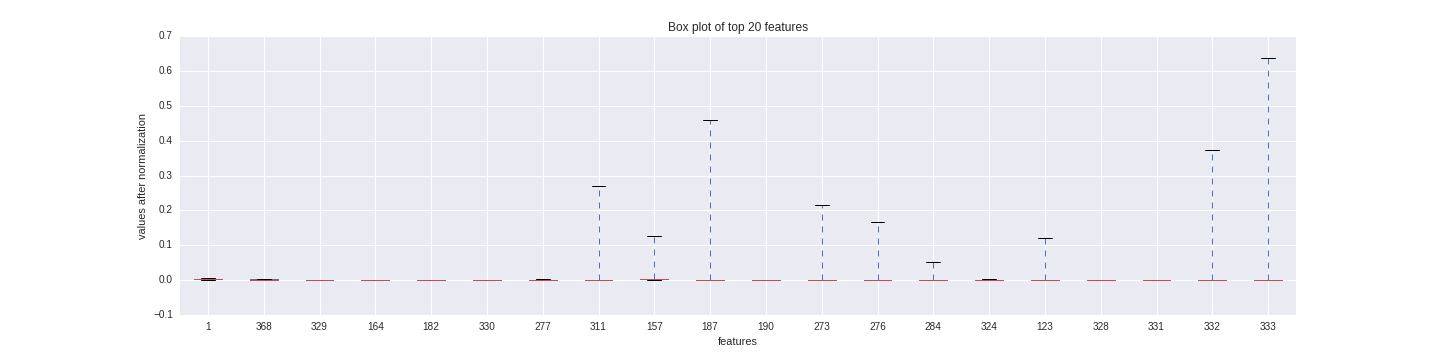 Box plot of top 20 features
values after normalization
0.7
0.6
0.5
0.4
0.3
0.2
0.1
0.0
−0.1
1 368 329 164 182 330 277 311 157 187 190 273 276 284 324 123 328 331 332 333
features